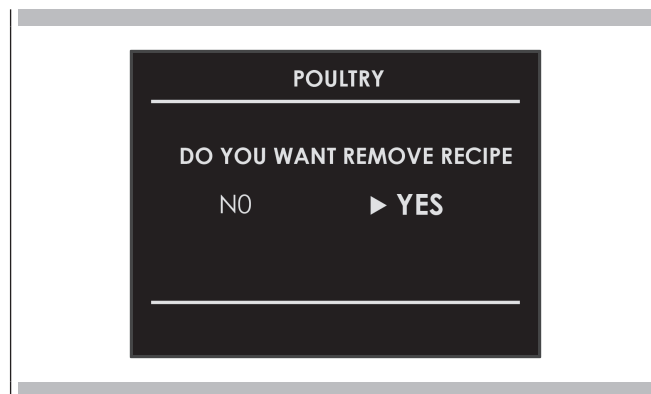 POULTRY
DO YOU WANT REMOVE RECIPE
N0 ▶ YES